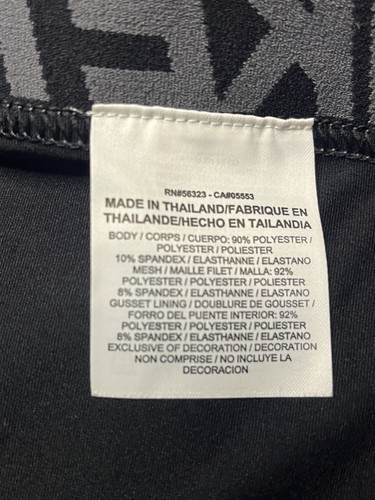 RN#56323 - CA#05553
MADE IN THAILAND/FABRIQUE EN
THAILANDE/HECHO EN TAILANDIA
BODY / CORPS / CUERPO: 90% POLYESTER /
POLYESTER / POLIESTER
10% SPANDEX / ELASTHANNE / ELASTANO
MESH / MAILLE FILET / MALLA: 92%
POLYESTER / POLYESTER / POLIESTER
8% SPANDEX / ELASTHANNE / ELASTANO
GUSSET LINING / DOUBLURE DE GOUSSET /
FORRO DEL PUENTE INTERIOR: 92%
POLYESTER / POLYESTER / POLIESTER
8% SPANDEX / ELASTHANNE / ELASTANO
EXCLUSIVE OF DECORATION / DECORATION
NON COMPRISE / NO INCLUYE LA
DECORACION